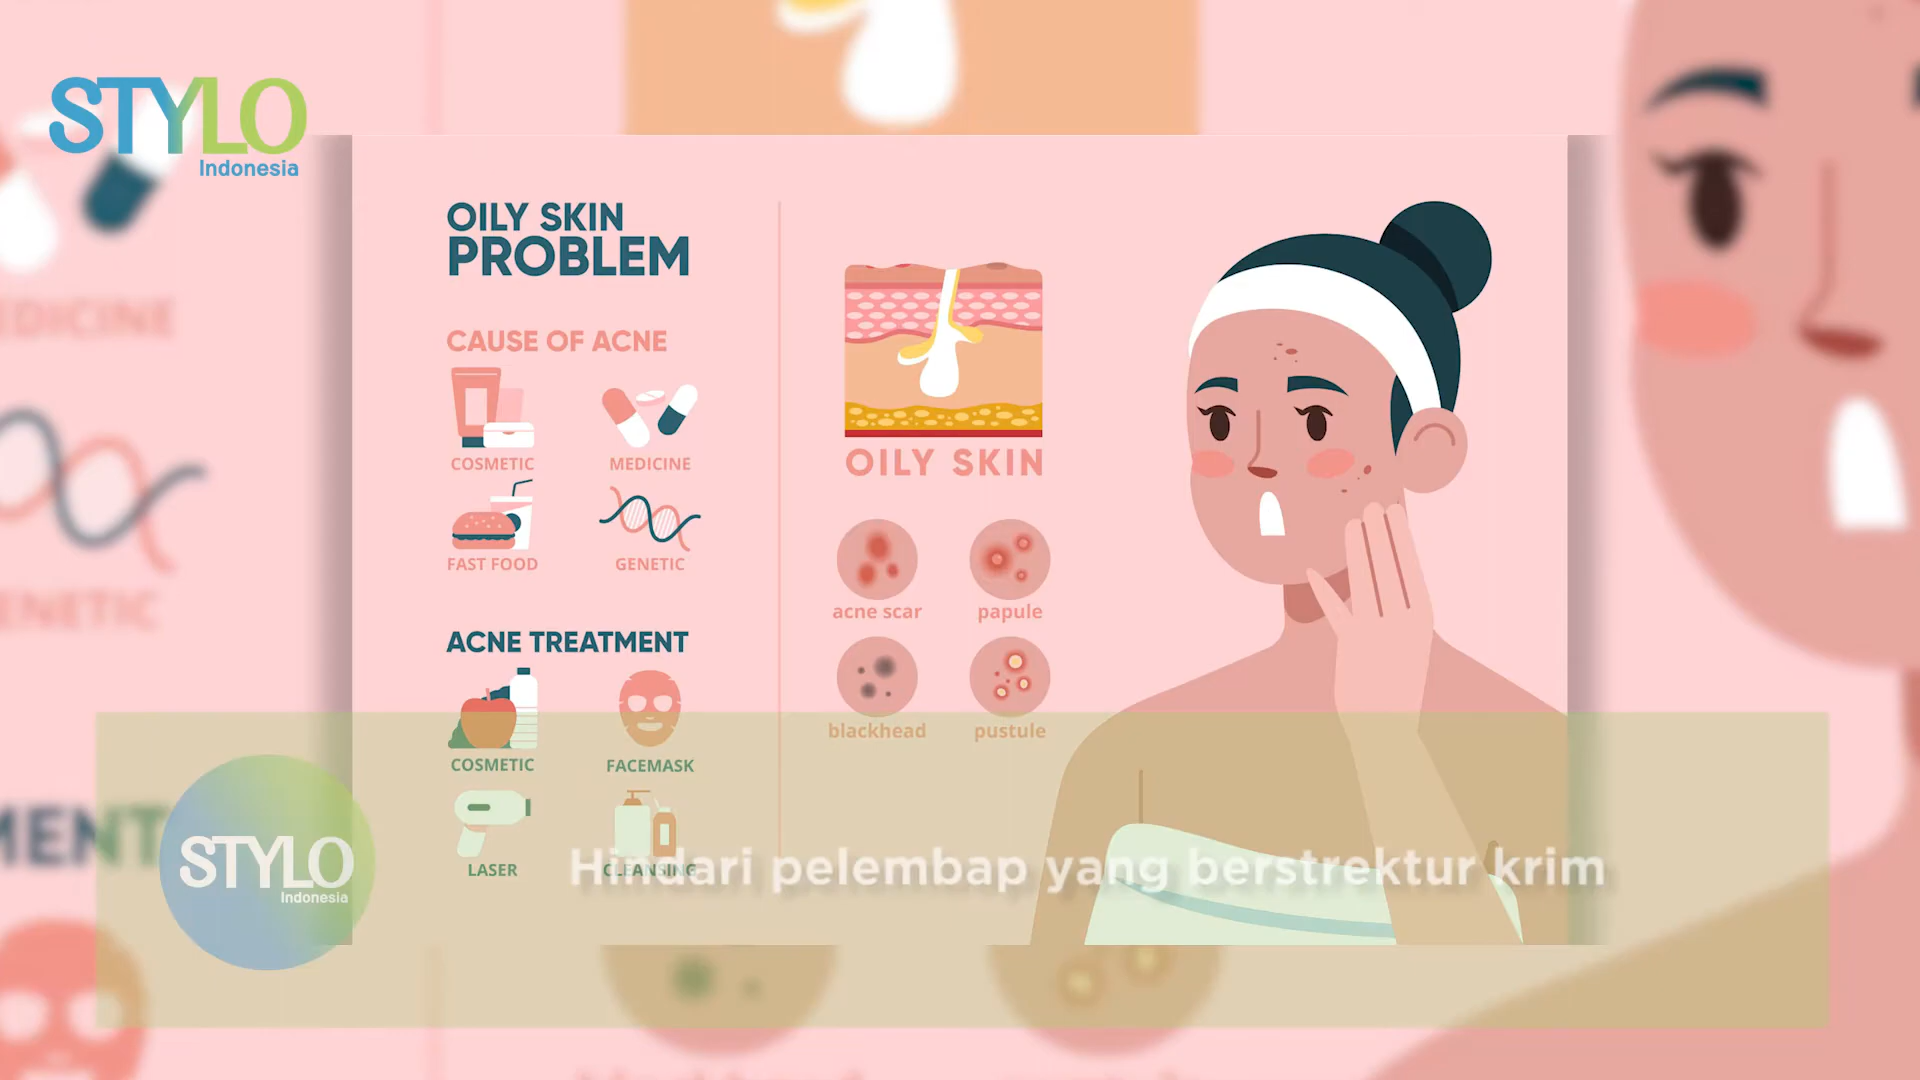 STYLO
Indonesia
OILY SKIN
PROBLEM
CAUSE OF ACNE
COSMETIC
MEDICINE
FAST FOOD
GENETIC
ACNE TREATMENT
COSMETIC
FACEMASK
LASER
CLEANSING
OILY SKIN
acne scar
papule
blackhead
pustule
STYLO
Indonesia
Hindari pelembap yang berstrektur krim